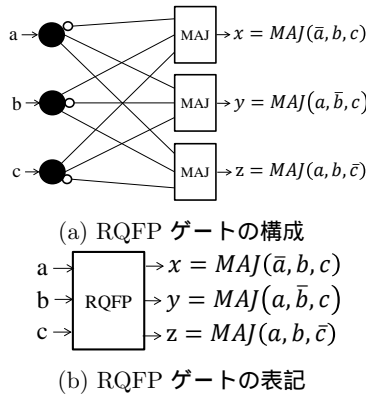 a MAJ x = MAJ(ā, b, c)
b MAJ y = MAJ(a, b̄, c)
c MAJ z = MAJ(a, b, c̄)
(a) RQFP ゲートの構成
a x = MAJ(ā, b, c)
b RQFP y = MAJ(a, b̄, c)
c z = MAJ(a, b, c̄)
(b) RQFP ゲートの表記